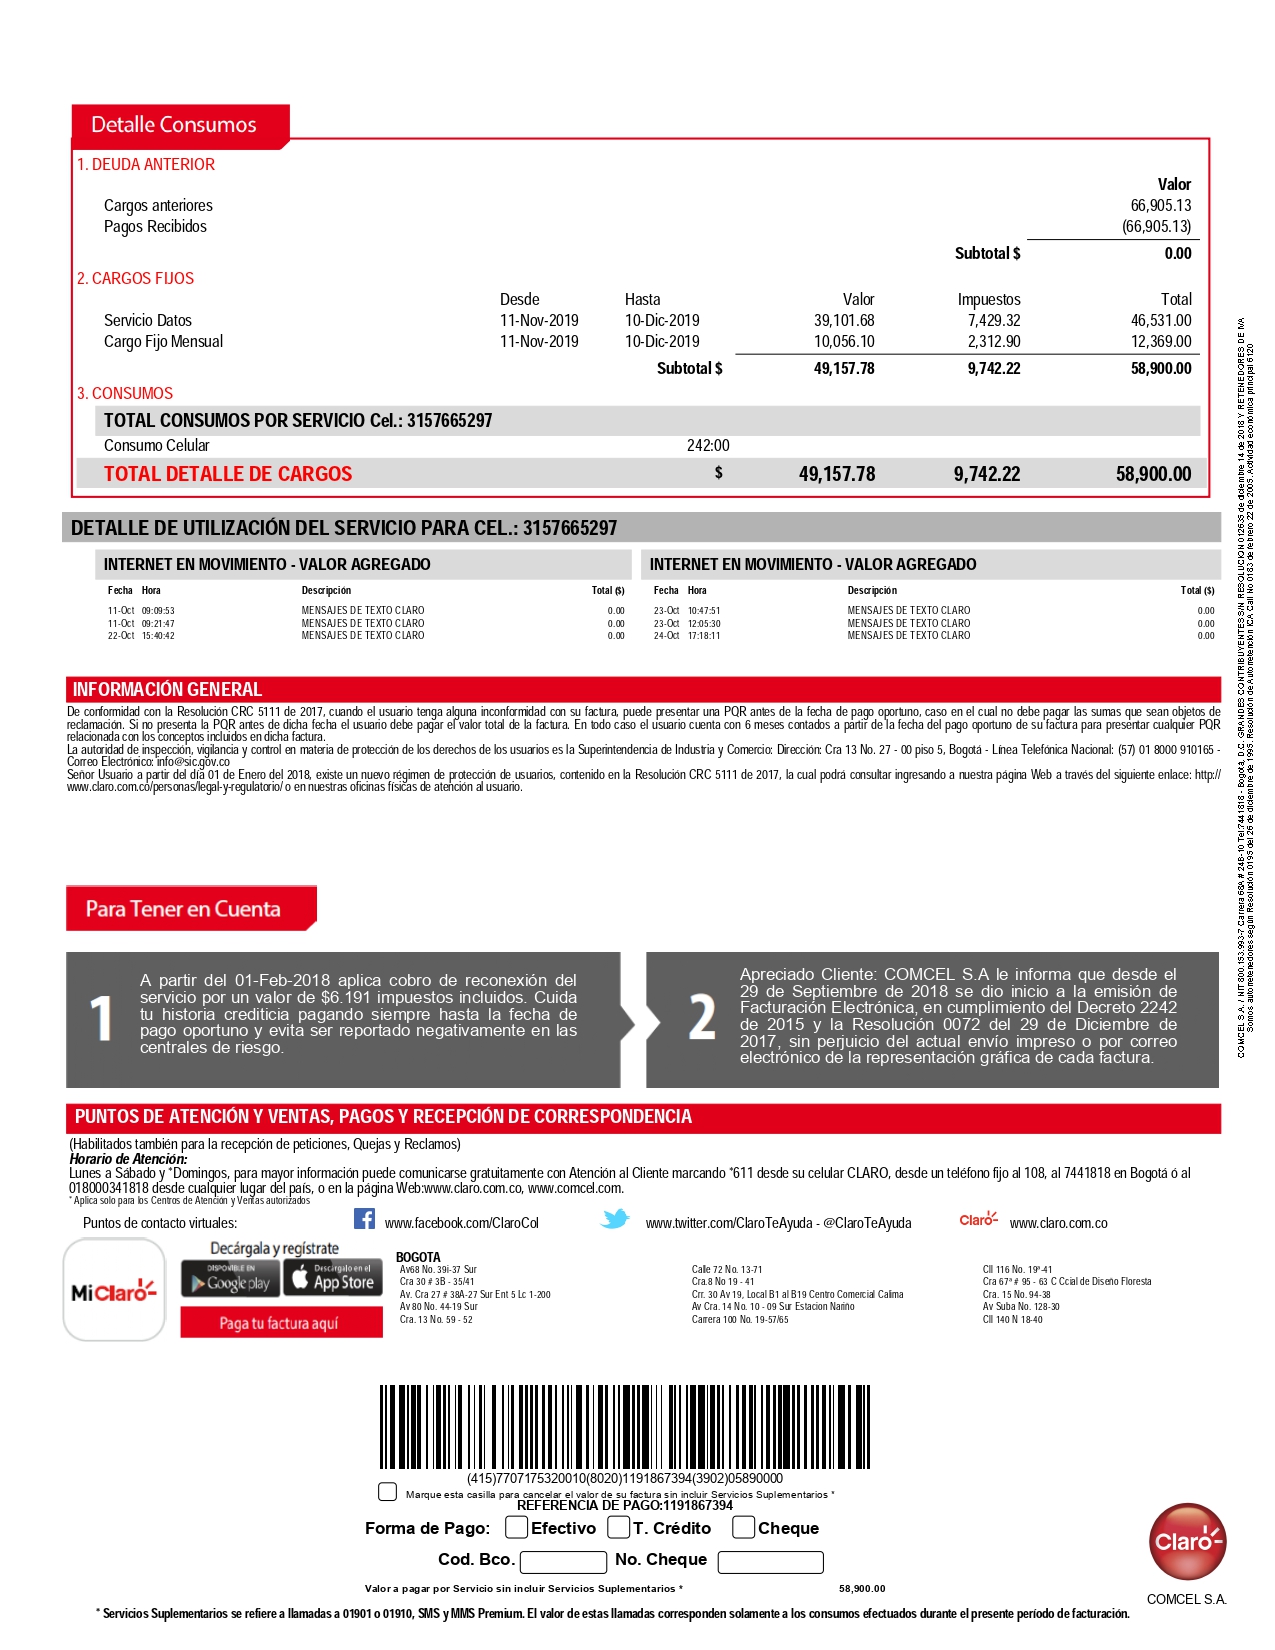 Detalle Consumos
1. DEUDA ANTERIOR
Valor
Cargos anteriores 66,905.13
Pagos Recibidos (66,905.13)
Subtotal $ 0.00
2. CARGOS FIJOS
Desde Hasta Valor Impuestos Total
Servicio Datos 11-Nov-2019 10-Dic-2019 39,101.68 7,429.32 46,531.00
Cargo Fijo Mensual 11-Nov-2019 10-Dic-2019 10,056.10 2,312.90 12,369.00
Subtotal $ 49,157.78 9,742.22 58,900.00
3. CONSUMOS
TOTAL CONSUMOS POR SERVICIO Cel.: 3157665297
Consumo Celular 242:00
TOTAL DETALLE DE CARGOS $ 49,157.78 9,742.22 58,900.00
DETALLE DE UTILIZACIÓN DEL SERVICIO PARA CEL.: 3157665297
INTERNET EN MOVIMIENTO - VALOR AGREGADO
Fecha Hora Descripción Total ($)
11-Oct 09:09:53 MENSAJES DE TEXTO CLARO 0.00
11-Oct 09:21:47 MENSAJES DE TEXTO CLARO 0.00
22-Oct 15:40:42 MENSAJES DE TEXTO CLARO 0.00
INTERNET EN MOVIMIENTO - VALOR AGREGADO
Fecha Hora Descripción Total ($)
23-Oct 10:47:51 MENSAJES DE TEXTO CLARO 0.00
23-Oct 12:05:30 MENSAJES DE TEXTO CLARO 0.00
24-Oct 17:18:11 MENSAJES DE TEXTO CLARO 0.00
INFORMACIÓN GENERAL
De conformidad con la Resolución CRC 5111 de 2017, cuando el usuario tenga alguna inconformidad con su factura, puede presentar una PQR antes de la fecha de pago oportuno, caso en el cual no debe pagar las sumas que sean objetos de
reclamación. Si no presenta la PQR antes de dicha fecha el usuario debe pagar el valor total de la factura. En todo caso el usuario cuenta con 6 meses contados a partir de la fecha del pago oportuno de su factura para presentar cualquier PQR
relacionada con los conceptos incluidos en dicha factura.
La autoridad de inspección, vigilancia y control en materia de protección de los derechos de los usuarios es la Superintendencia de Industria y Comercio: Dirección: Cra 13 No. 27 - 00 piso 5, Bogotá - Línea Telefónica Nacional: (57) 01 8000 910165 -
Correo Electrónico: info@sic.gov.co
Señor Usuario a partir del día 01 de Enero del 2018, existe un nuevo régimen de protección de usuarios, contenido en la Resolución CRC 5111 de 2017, la cual podrá consultar ingresando a nuestra página Web a través del siguiente enlace: http://
www.claro.com.co/personas/legal-y-regulatorio/ o en nuestras oficinas físicas de atención al usuario.
Para Tener en Cuenta
1
A partir del 01-Feb-2018 aplica cobro de reconexión del
servicio por un valor de $6.191 impuestos incluidos. Cuida
tu historia crediticia pagando siempre hasta la fecha de
pago oportuno y evita ser reportado negativamente en las
centrales de riesgo.
2
Apreciado Cliente: COMCEL S.A le informa que desde el
29 de Septiembre de 2018 se dio inicio a la emisión de
Facturación Electrónica, en cumplimiento del Decreto 2242
de 2015 y la Resolución 0072 del 29 de Diciembre de
2017, sin perjuicio del actual envío impreso o por correo
electrónico de la representación gráfica de cada factura.
PUNTOS DE ATENCIÓN Y VENTAS, PAGOS Y RECEPCIÓN DE CORRESPONDENCIA
(Habilitados también para la recepción de peticiones, Quejas y Reclamos)
Horario de Atención:
Lunes a Sábado y *Domingos, para mayor información puede comunicarse gratuitamente con Atención al Cliente marcando *611 desde su celular CLARO, desde un teléfono fijo al 108, al 7441818 en Bogotá ó al
018000341818 desde cualquier lugar del país, o en la página Web:www.claro.com.co, www.comcel.com.
* Aplica solo para los Centros de Atención y Ventas autorizados
Puntos de contacto virtuales: www.facebook.com/ClaroCol www.twitter.com/ClaroTeAyuda - @ClaroTeAyuda Claro www.claro.com.co
Mi Claro
Decárgala y regístrate
DISPONIBLE EN
Google play
Descárgalo en el
App Store
Paga tu factura aquí
BOGOTA
Av68 No. 39i-37 Sur
Cra 30 # 3B - 35/41
Av. Cra 27 # 38A-27 Sur Ent 5 Lc 1-200
Av 80 No. 44-19 Sur
Cra. 13 No. 59 - 52
Calle 72 No. 13-71
Cra.8 No 19 - 41
Crr. 30 Av 19, Local B1 al B19 Centro Comercial Calima
Av Cra. 14 No. 10 - 09 Sur Estacion Nariño
Carrera 100 No. 19-57/65
Cll 116 No. 19ª-41
Cra 67ª # 95 - 63 C Ccial de Diseño Floresta
Cra. 15 No. 94-38
Av Suba No. 128-30
Cll 140 N 18-40
(415)7707175320010(8020)1191867394(3902)05890000
Marque esta casilla para cancelar el valor de su factura sin incluir Servicios Suplementarios *
REFERENCIA DE PAGO:1191867394
Forma de Pago: Efectivo T. Crédito Cheque
Cod. Bco. No. Cheque
Valor a pagar por Servicio sin incluir Servicios Suplementarios * 58,900.00
Claro
COMCEL S.A.
* Servicios Suplementarios se refiere a llamadas a 01901 o 01910, SMS y MMS Premium. El valor de estas llamadas corresponden solamente a los consumos efectuados durante el presente período de facturación.
COMCEL S.A. / NIT 800.153.993-7 Carrera 68A # 24B-10 Tel:7441818 - Bogotá, D.C. GRANDES CONTRIBUYENTES S/N RESOLUCION 012635 de diciembre 14 de 2018 Y RETENEDORES DE IVA
Somos autorretenedores según Resolución 0195 del 26 de diciembre de 1995. Resolución de Autorretención ICA Cali No 0183 de febrero 22 de 2005. Actividad económica principal 6120